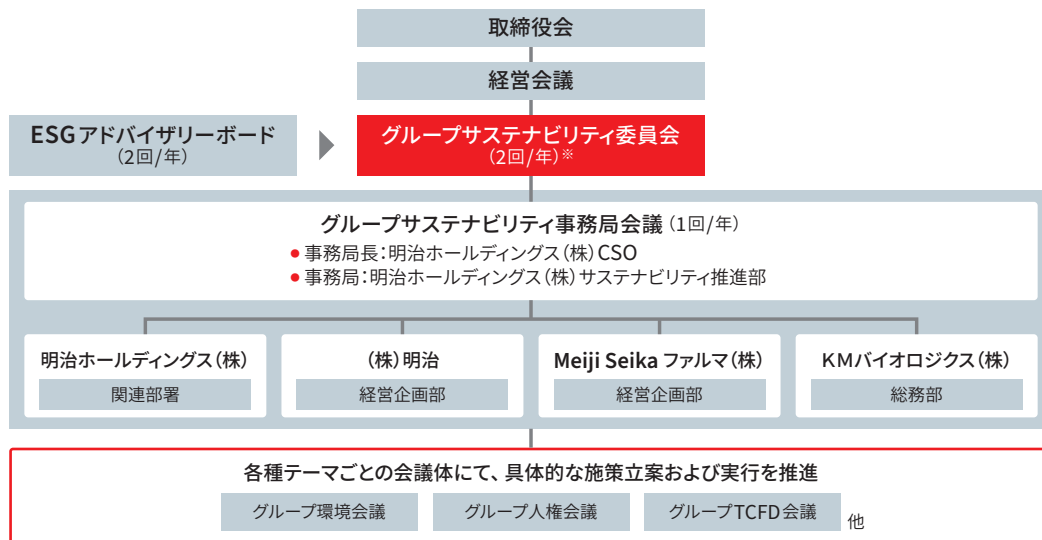 取締役会
経営会議
ESGアドバイザリーボード
(2回/年)
グループサステナビリティ委員会
(2回/年)※
グループサステナビリティ事務局会議(1回/年)
● 事務局長:明治ホールディングス(株)CSO
● 事務局:明治ホールディングス(株)サステナビリティ推進部
明治ホールディングス(株)
関連部署
(株)明治
経営企画部
Meiji Seika ファルマ(株)
経営企画部
KMバイオロジクス(株)
総務部
各種テーマごとの会議体にて、具体的な施策立案および実行を推進
グループ環境会議
グループ人権会議
グループTCFD会議
他